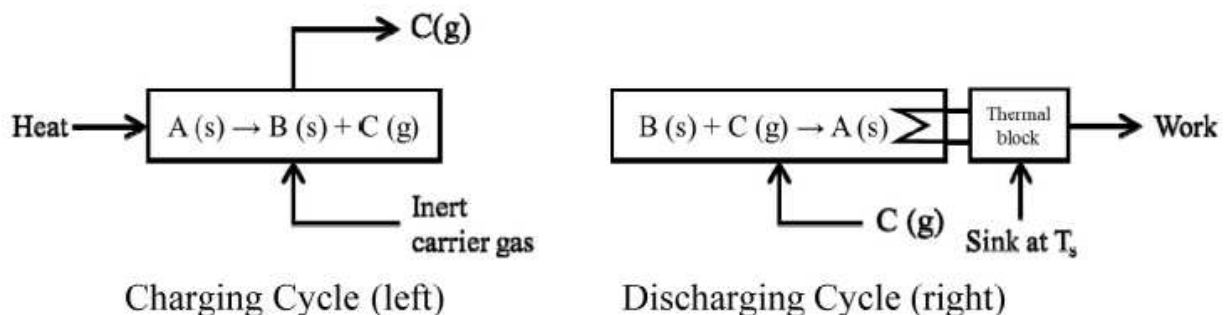 C(g)
Heat
A (s) → B (s) + C (g)
Inert
carrier gas
Charging Cycle (left)
B (s) + C (g) → A (s)
Thermal
block
Work
C (g)
Sink at Tₛ
Discharging Cycle (right)